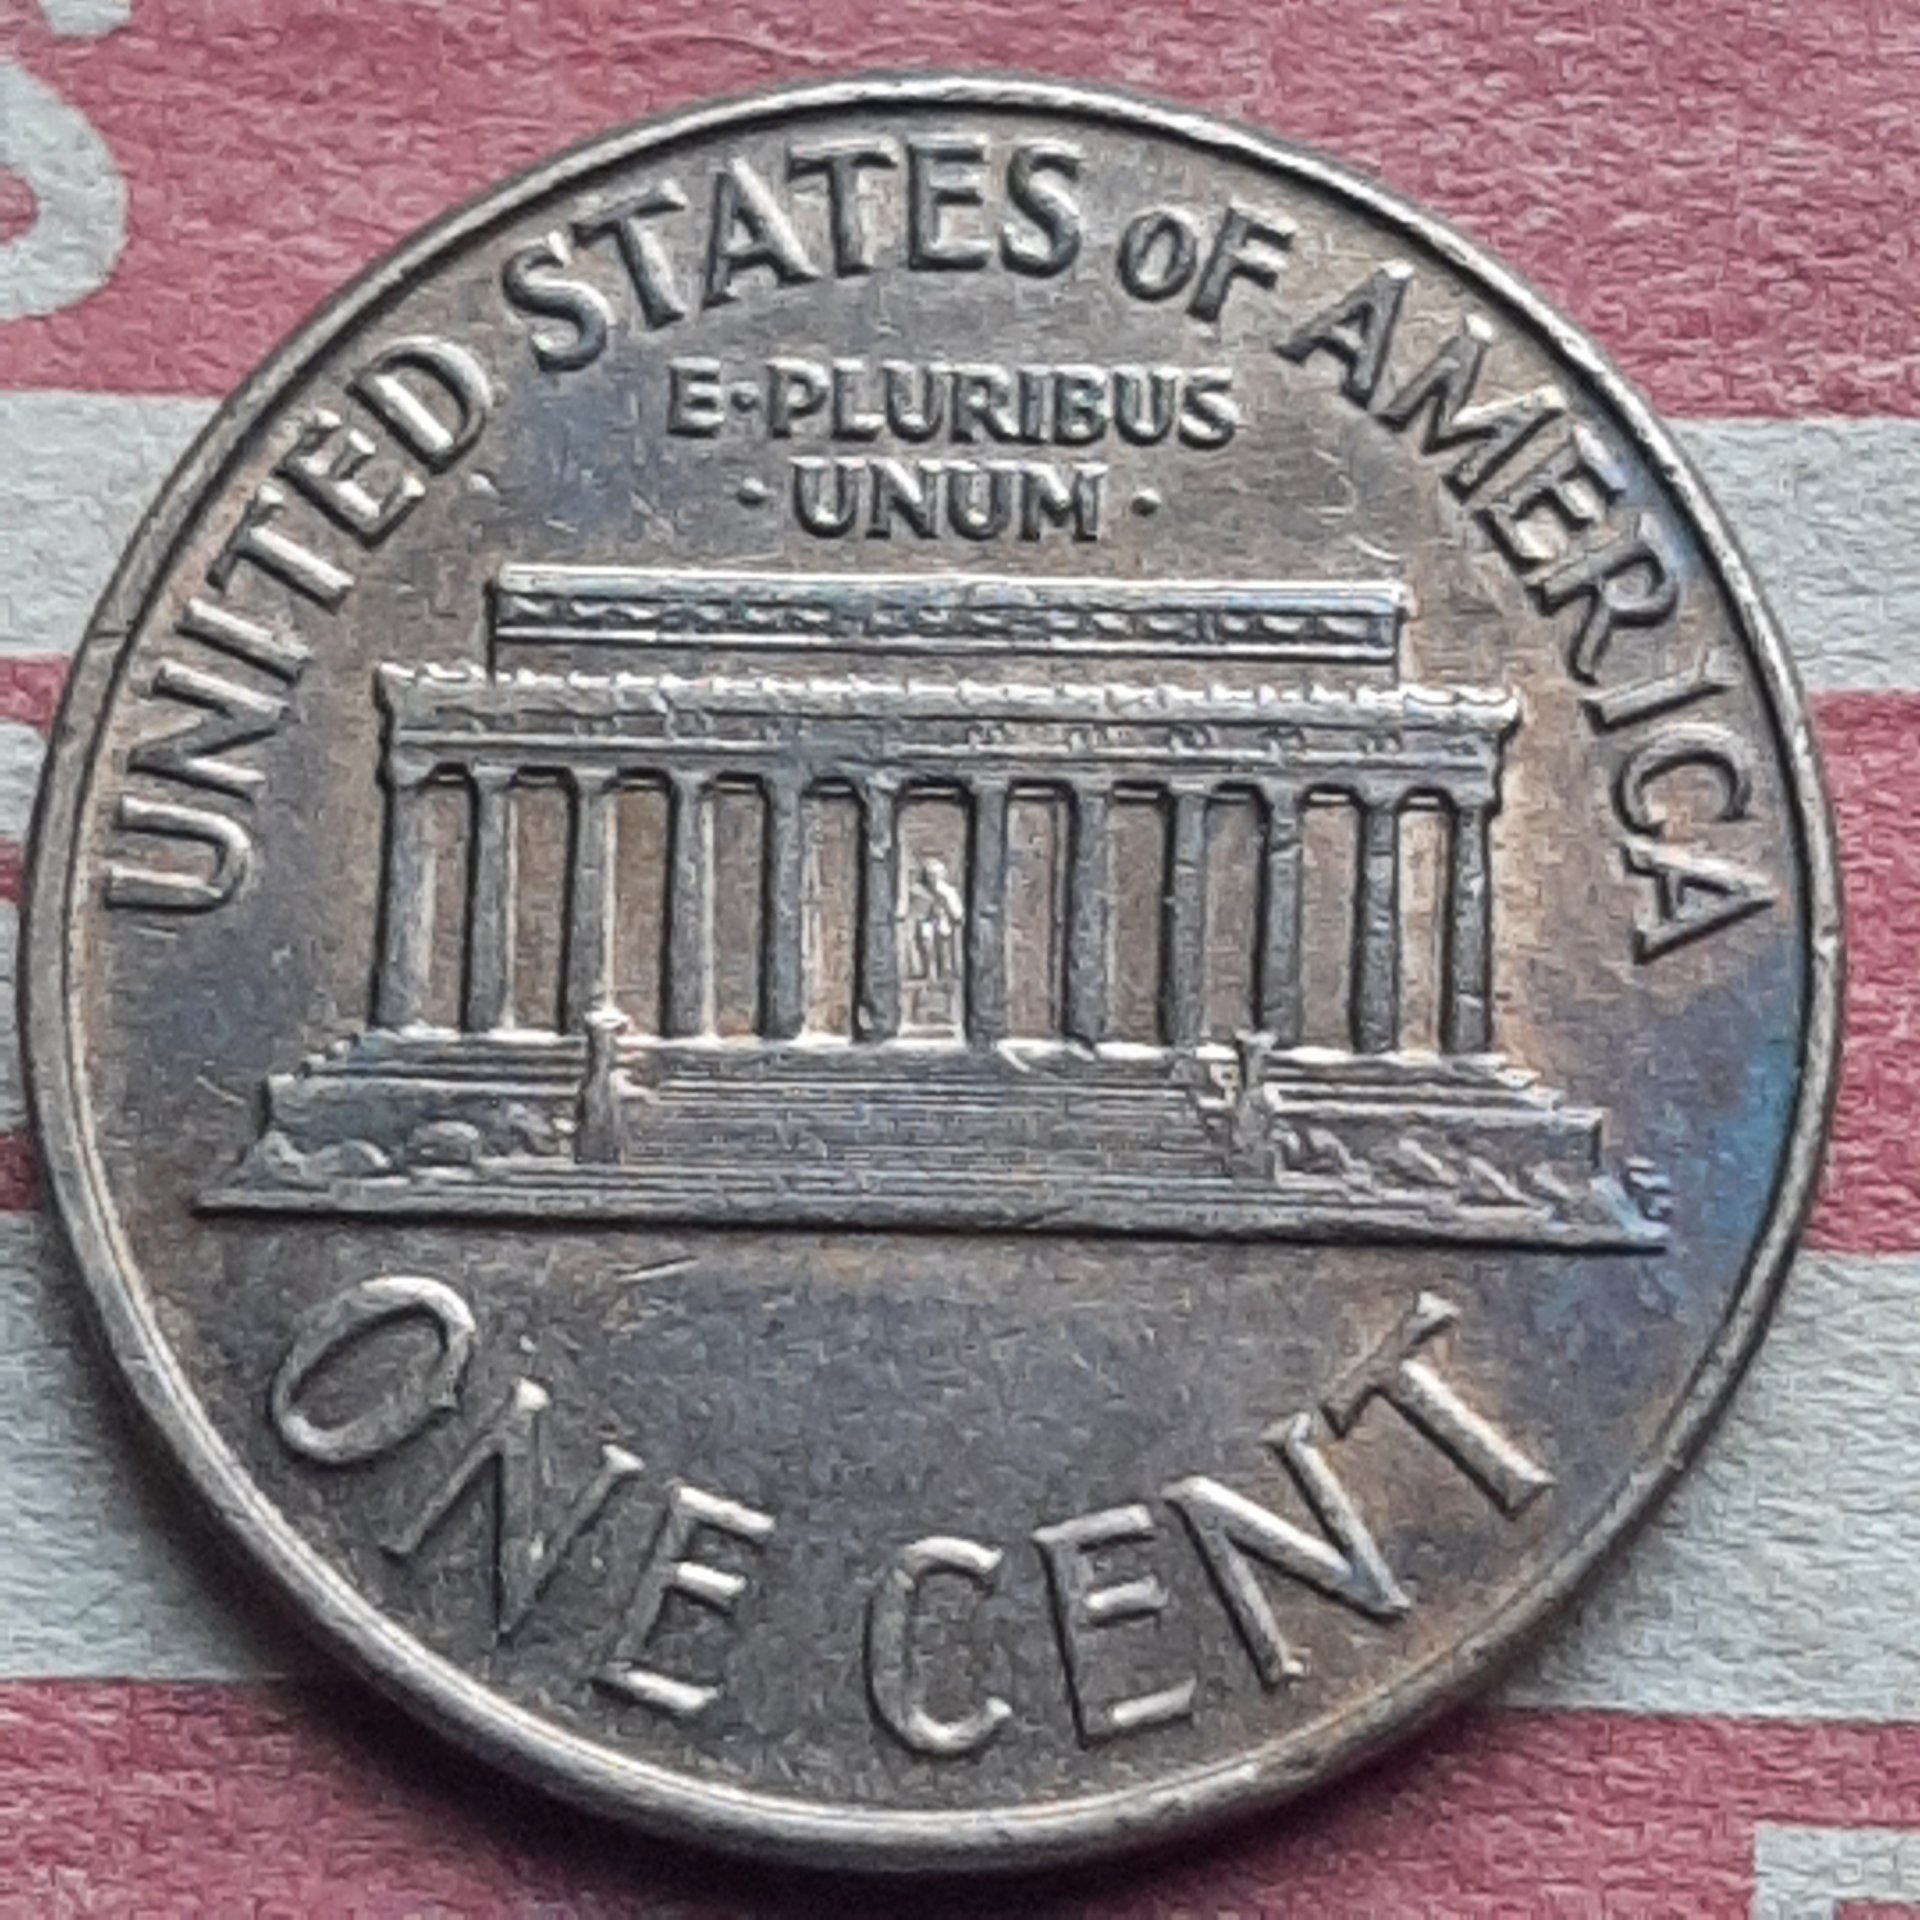 UNITED STATES OF AMERICA
E·PLURIBUS
·UNUM·
ONE CENT